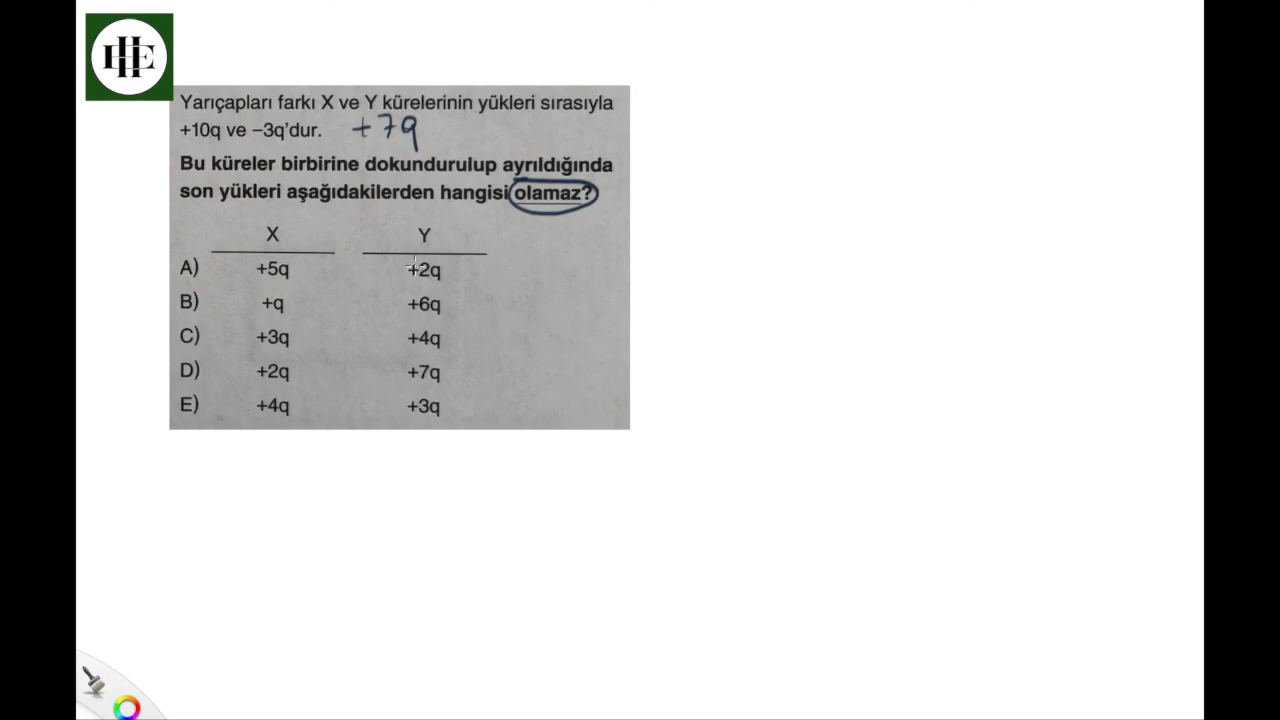 Yarıçapları farkı X ve Y kürelerinin yükleri sırasıyla
+10q ve −3q'dur. +7q
Bu küreler birbirine dokundurulup ayrıldığında
son yükleri aşağıdakilerden hangisi olamaz?
X Y
A) +5q +2q
B) +q +6q
C) +3q +4q
D) +2q +7q
E) +4q +3q